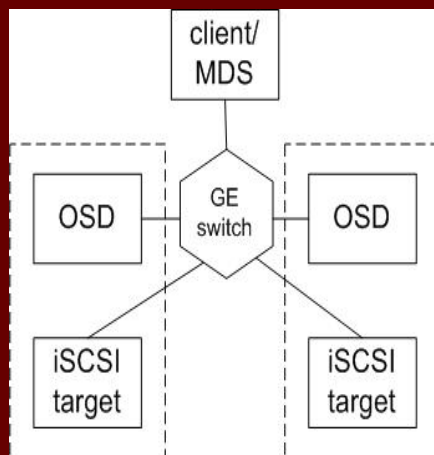 client/
MDS
OSD
GE
switch
OSD
iSCSI
target
iSCSI
target